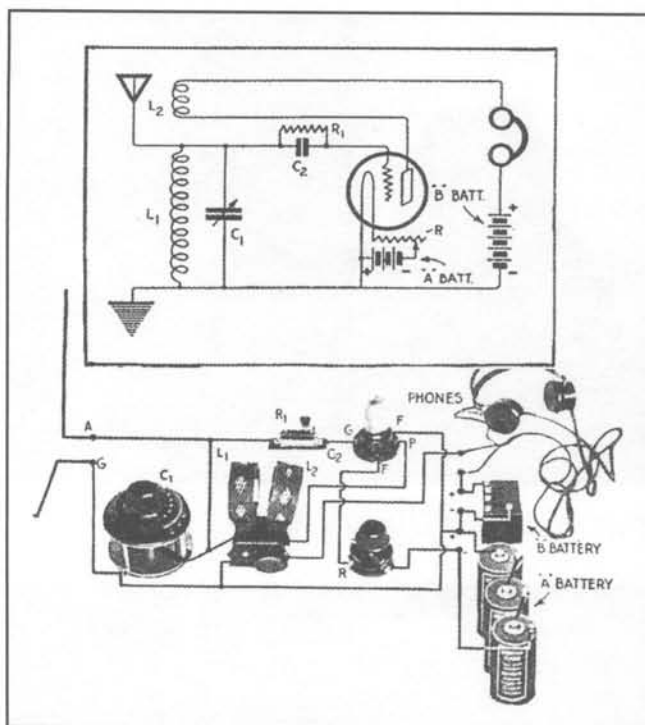 L2
R1
C2
L1
C1
"B" BATT.
+
-
R
+
-
"A" BATT.
PHONES
A
G
R1
G
F
P
C2
F
L1
L2
C1
R
+
-
+
-
"B" BATTERY
"A" BATTERY